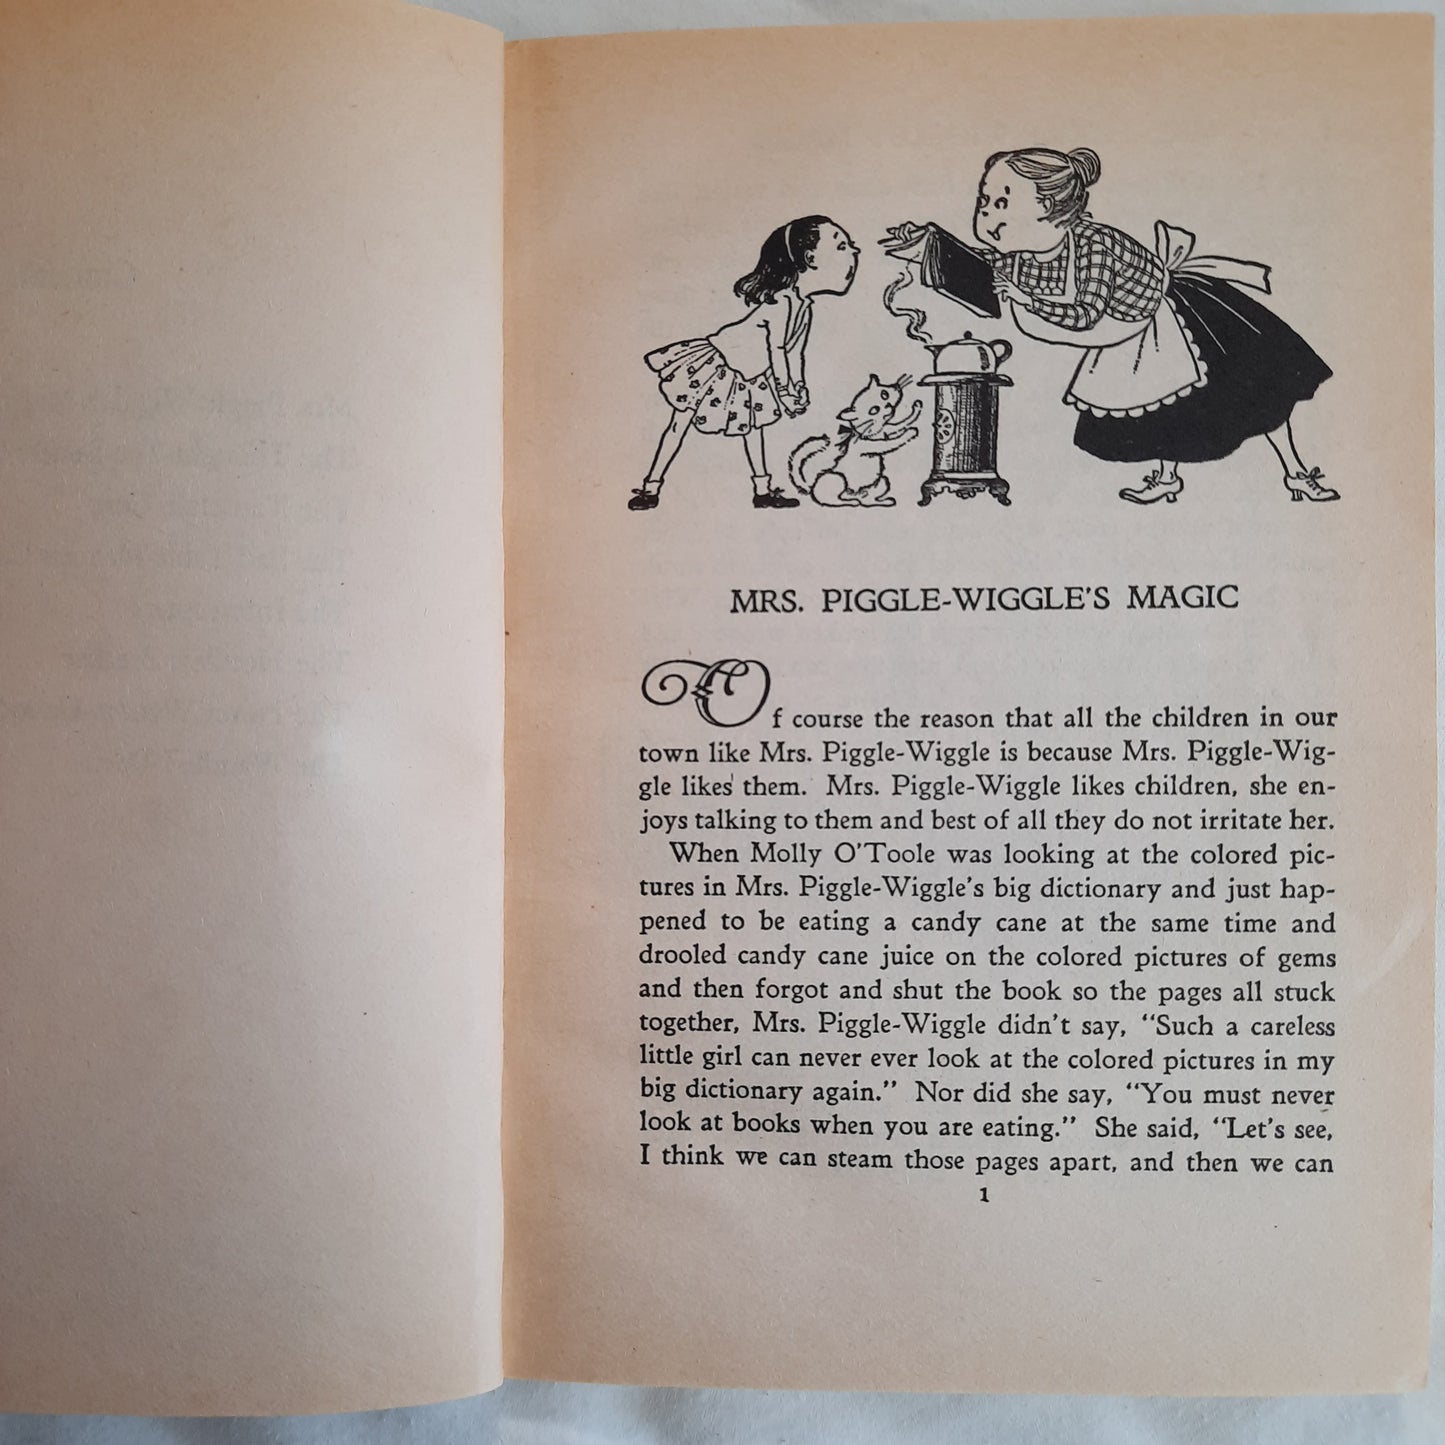 MRS. PIGGLE-WIGGLE'S MAGIC
Of course the reason that all the children in our
town like Mrs. Piggle-Wiggle is because Mrs. Piggle-Wig-
gle likes them. Mrs. Piggle-Wiggle likes children, she en-
joys talking to them and best of all they do not irritate her.
When Molly O'Toole was looking at the colored pic-
tures in Mrs. Piggle-Wiggle's big dictionary and just hap-
pened to be eating a candy cane at the same time and
drooled candy cane juice on the colored pictures of gems
and then forgot and shut the book so the pages all stuck
together, Mrs. Piggle-Wiggle didn't say, "Such a careless
little girl can never ever look at the colored pictures in my
big dictionary again." Nor did she say, "You must never
look at books when you are eating." She said, "Let's see,
I think we can steam those pages apart, and then we can
1